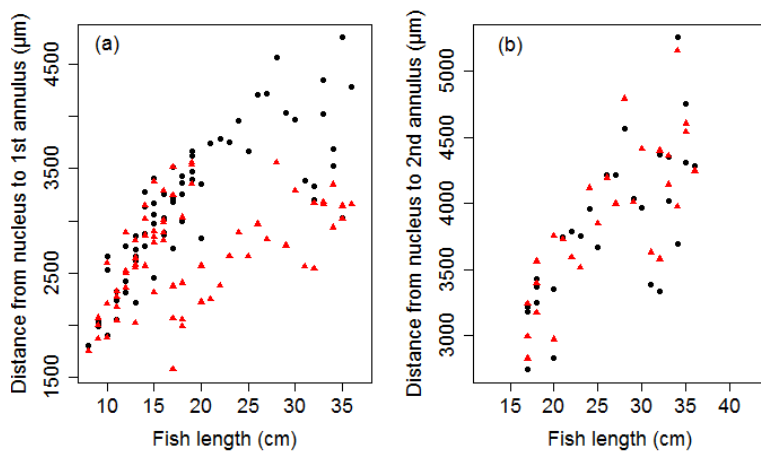 (a)
Distance from nucleus to 1st annulus (µm)
4500
3500
2500
1500
10 15 20 25 30 35
Fish length (cm)
(b)
Distance from nucleus to 2nd annulus (µm)
5000
4500
4000
3500
3000
15 20 25 30 35 40
Fish length (cm)